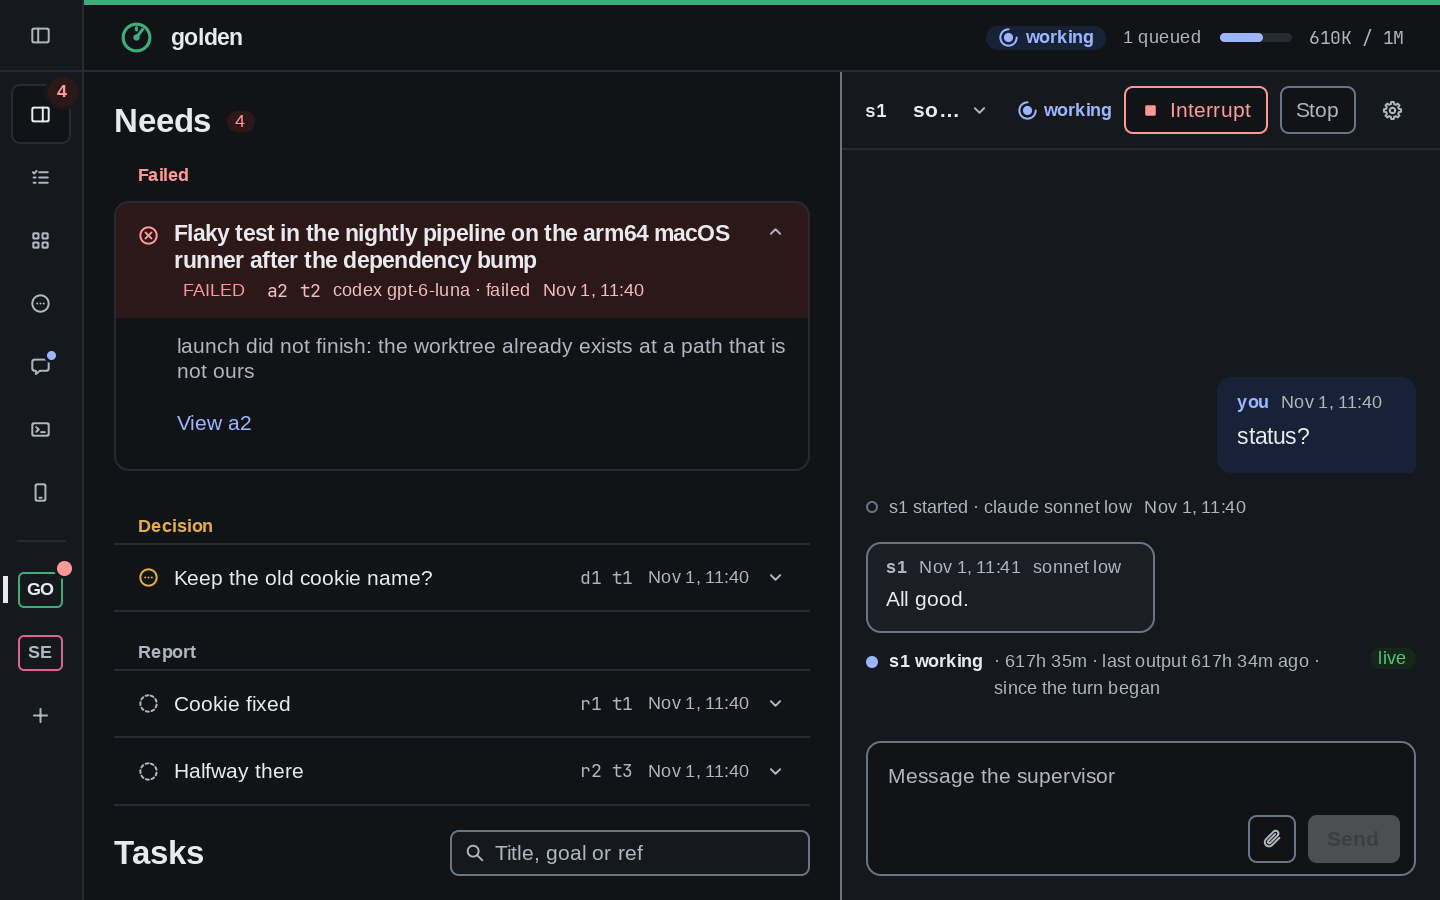 golden
working
1 queued
610K / 1M
4
Needs 4
Failed
Flaky test in the nightly pipeline on the arm64 macOS
runner after the dependency bump
FAILED a2 t2 codex gpt-6-luna · failed Nov 1, 11:40
launch did not finish: the worktree already exists at a path that is
not ours
View a2
Decision
Keep the old cookie name? d1 t1 Nov 1, 11:40
Report
Cookie fixed r1 t1 Nov 1, 11:40
Halfway there r2 t3 Nov 1, 11:40
Tasks
Title, goal or ref
GO
SE
s1 so... working Interrupt Stop
you Nov 1, 11:40
status?
s1 started · claude sonnet low Nov 1, 11:40
s1 Nov 1, 11:41 sonnet low
All good.
s1 working · 617h 35m · last output 617h 34m ago ·
since the turn began
live
Message the supervisor
Send